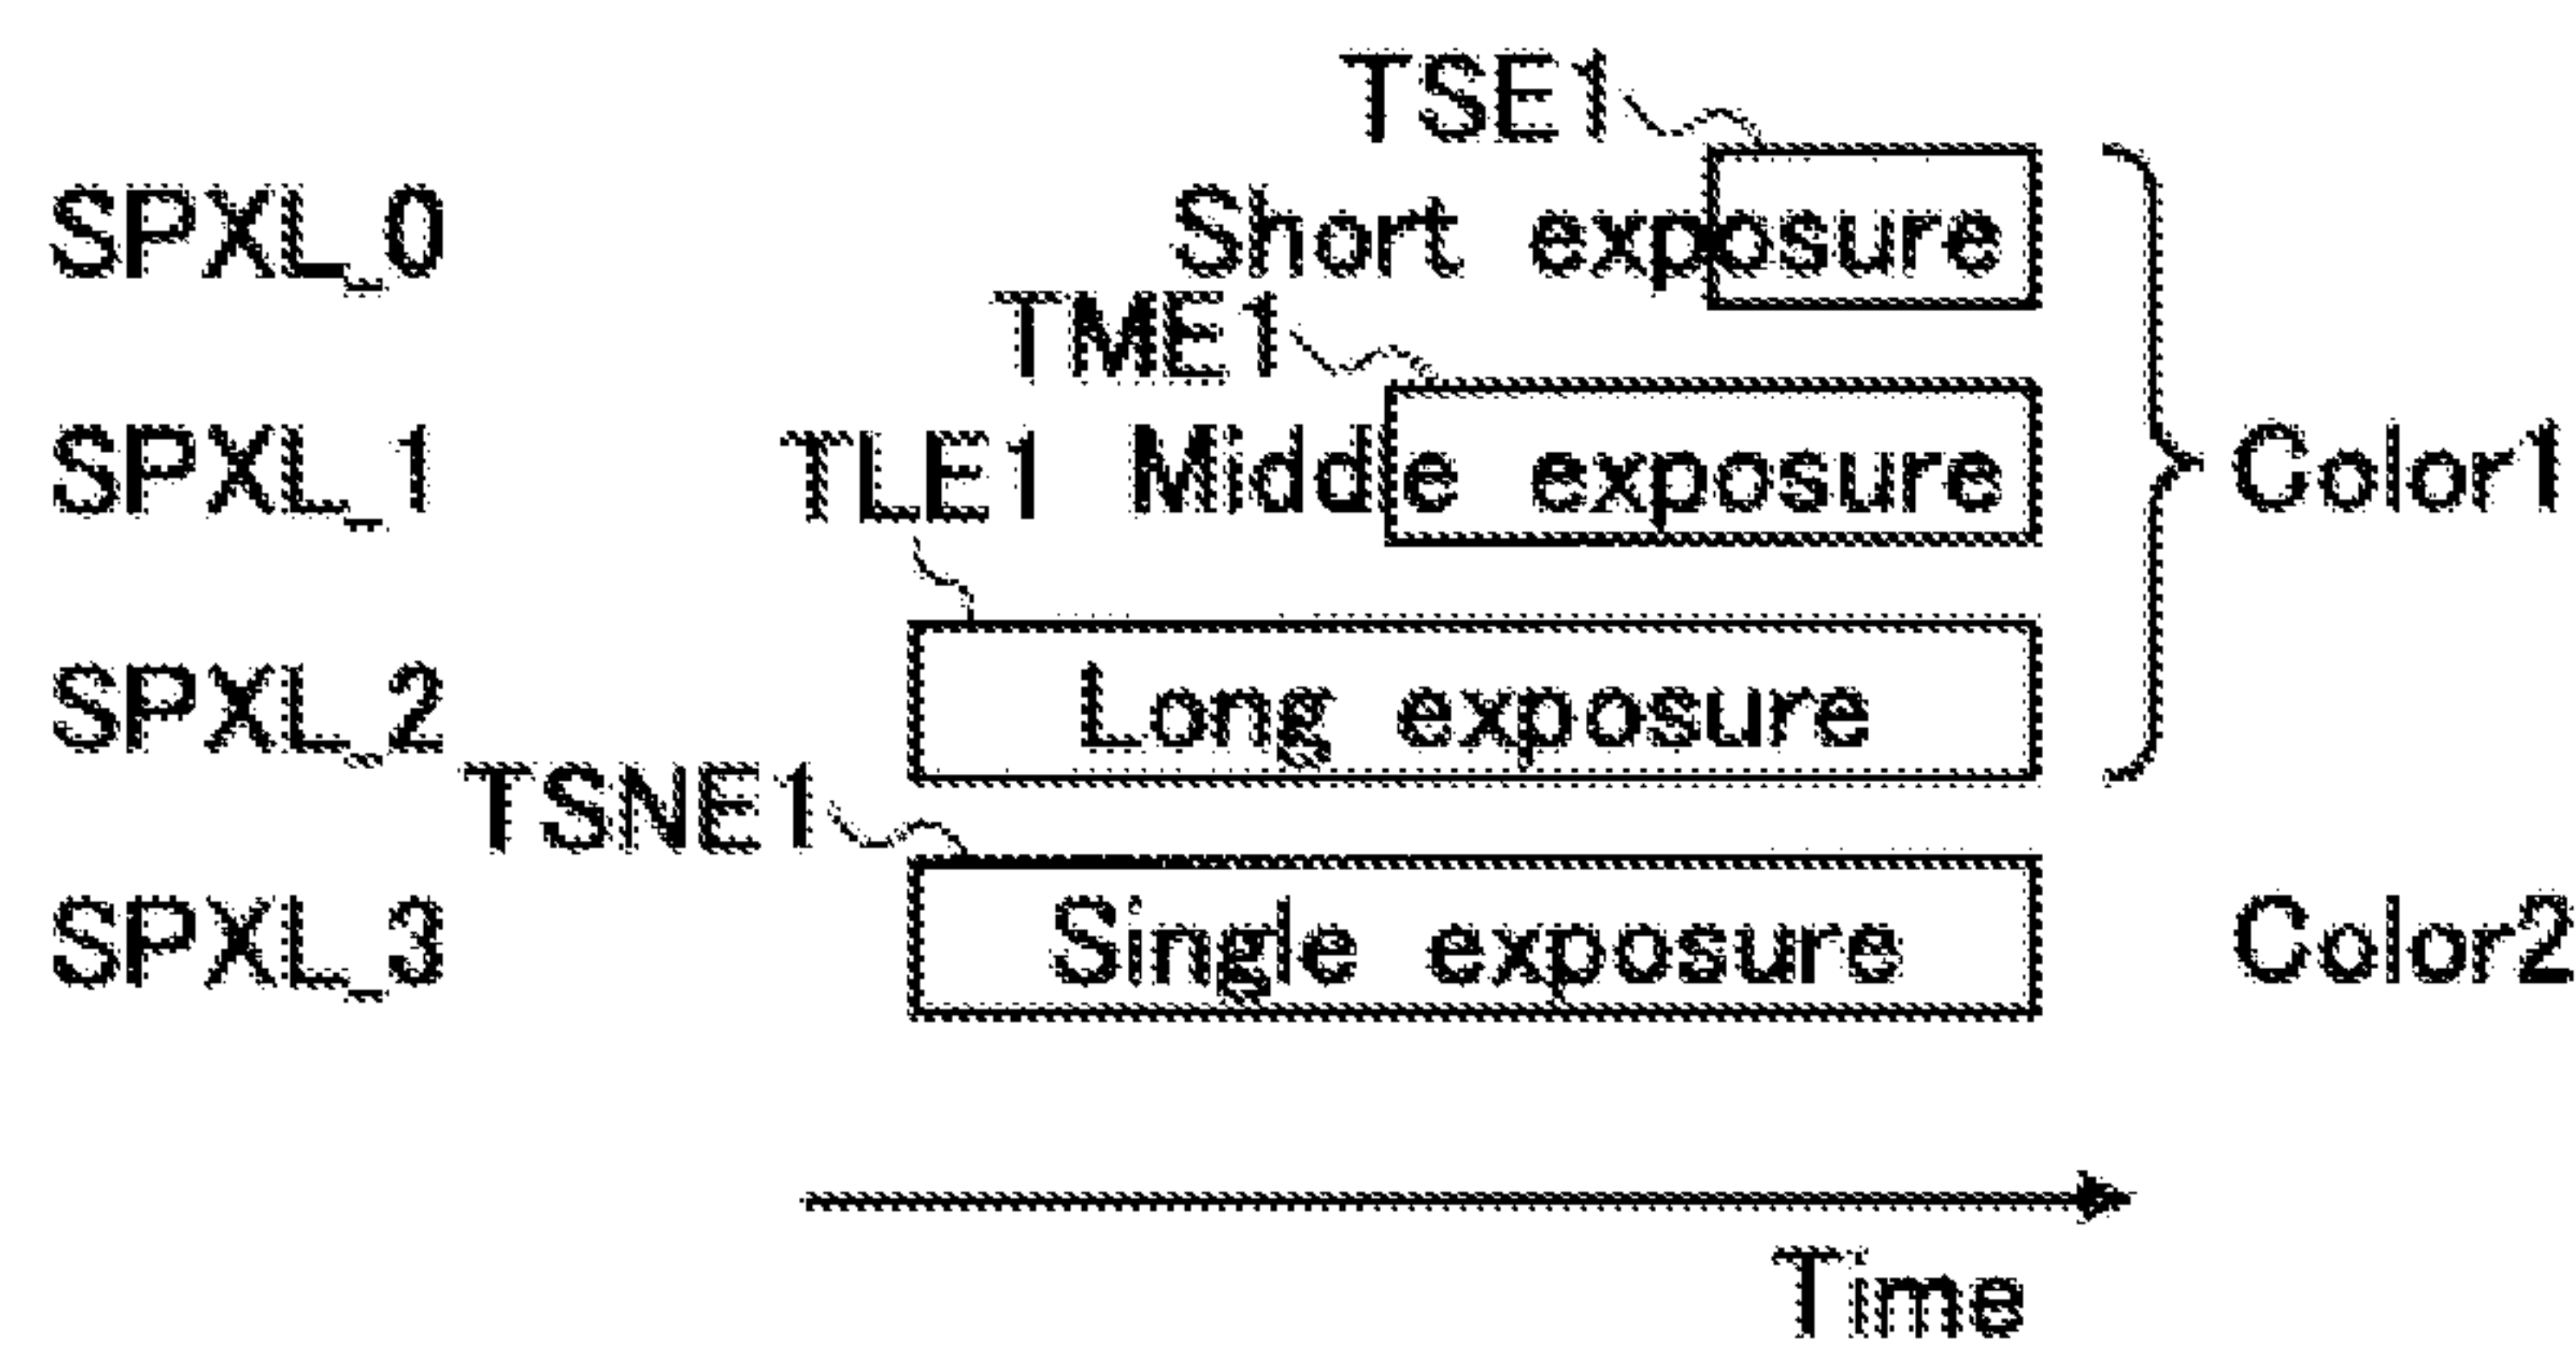 TSE1
SPXL_0 Short exposure
TME1
SPXL_1 TLE1 Middle exposure Color1
SPXL_2 Long exposure
TSNE1
SPXL_3 Single exposure Color2
Time